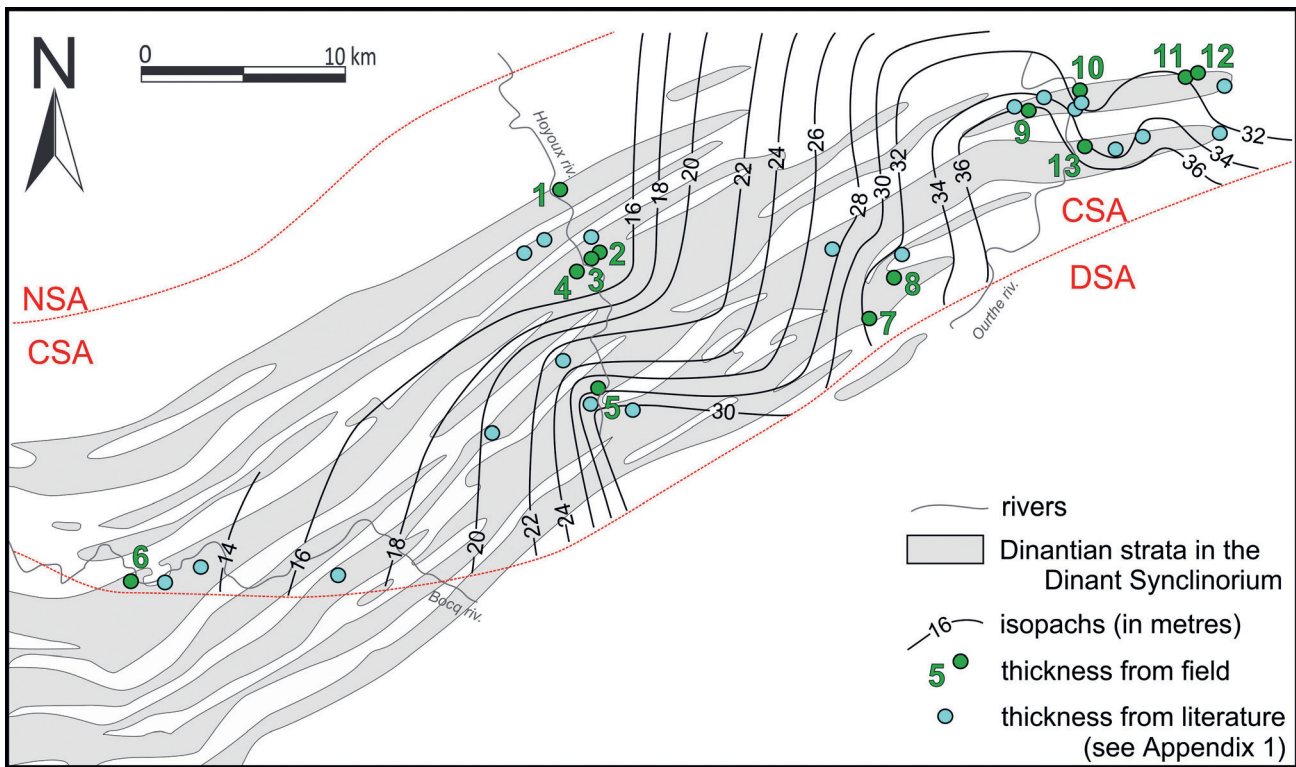 N
0 10 km
Hoyoux riv.
16
18
20
22
24
26
28
30
32
34
36
1
2
3
4
5
6
7
8
9
10
11
12
13
32
34
36
NSA
CSA
CSA
DSA
Ourthe riv.
30
14
16
18
20
22
24
Bocq riv.
rivers
Dinantian strata in the
Dinant Synclinorium
16 isopachs (in metres)
5 thickness from field
thickness from literature
(see Appendix 1)